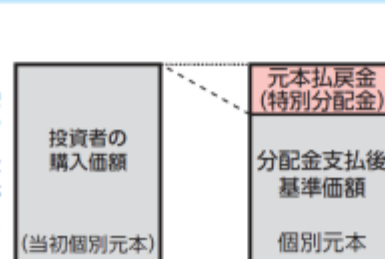 投資者の
購入価額
(当初個別元本)
元本払戻金
(特別分配金)
分配金支払後
基準価額
個別元本